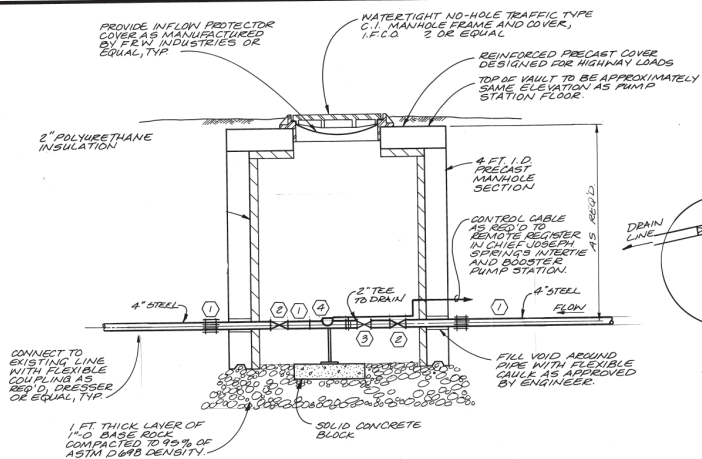 PROVIDE INFLOW PROTECTOR
COVER AS MANUFACTURED
BY FRW INDUSTRIES OR
EQUAL, TYP.
WATERTIGHT NO-HOLE TRAFFIC TYPE
C.I. MANHOLE FRAME AND COVER,
I.F.CO. 2 OR EQUAL
REINFORCED PRECAST COVER
DESIGNED FOR HIGHWAY LOADS
TOP OF VAULT TO BE APPROXIMATELY
SAME ELEVATION AS PUMP
STATION FLOOR.
2" POLYURETHANE
INSULATION
4 FT. I.D.
PRECAST
MANHOLE
SECTION
AS REQ'D.
DRAIN
LINE
CONTROL CABLE
AS REQ'D TO
REMOTE REGISTER
IN CHIEF JOSEPH
SPRINGS INTERTIE
AND BOOSTER
PUMP STATION.
2" TEE
TO DRAIN
4" STEEL
1
2
1
4
3
2
1
4" STEEL
FLOW
CONNECT TO
EXISTING LINE
WITH FLEXIBLE
COUPLING AS
REQ'D, DRESSER
OR EQUAL, TYP.
FILL VOID AROUND
PIPE WITH FLEXIBLE
CAULK AS APPROVED
BY ENGINEER.
1 FT. THICK LAYER OF
1"-0 BASE ROCK
COMPACTED TO 95% OF
ASTM D698 DENSITY.
SOLID CONCRETE
BLOCK